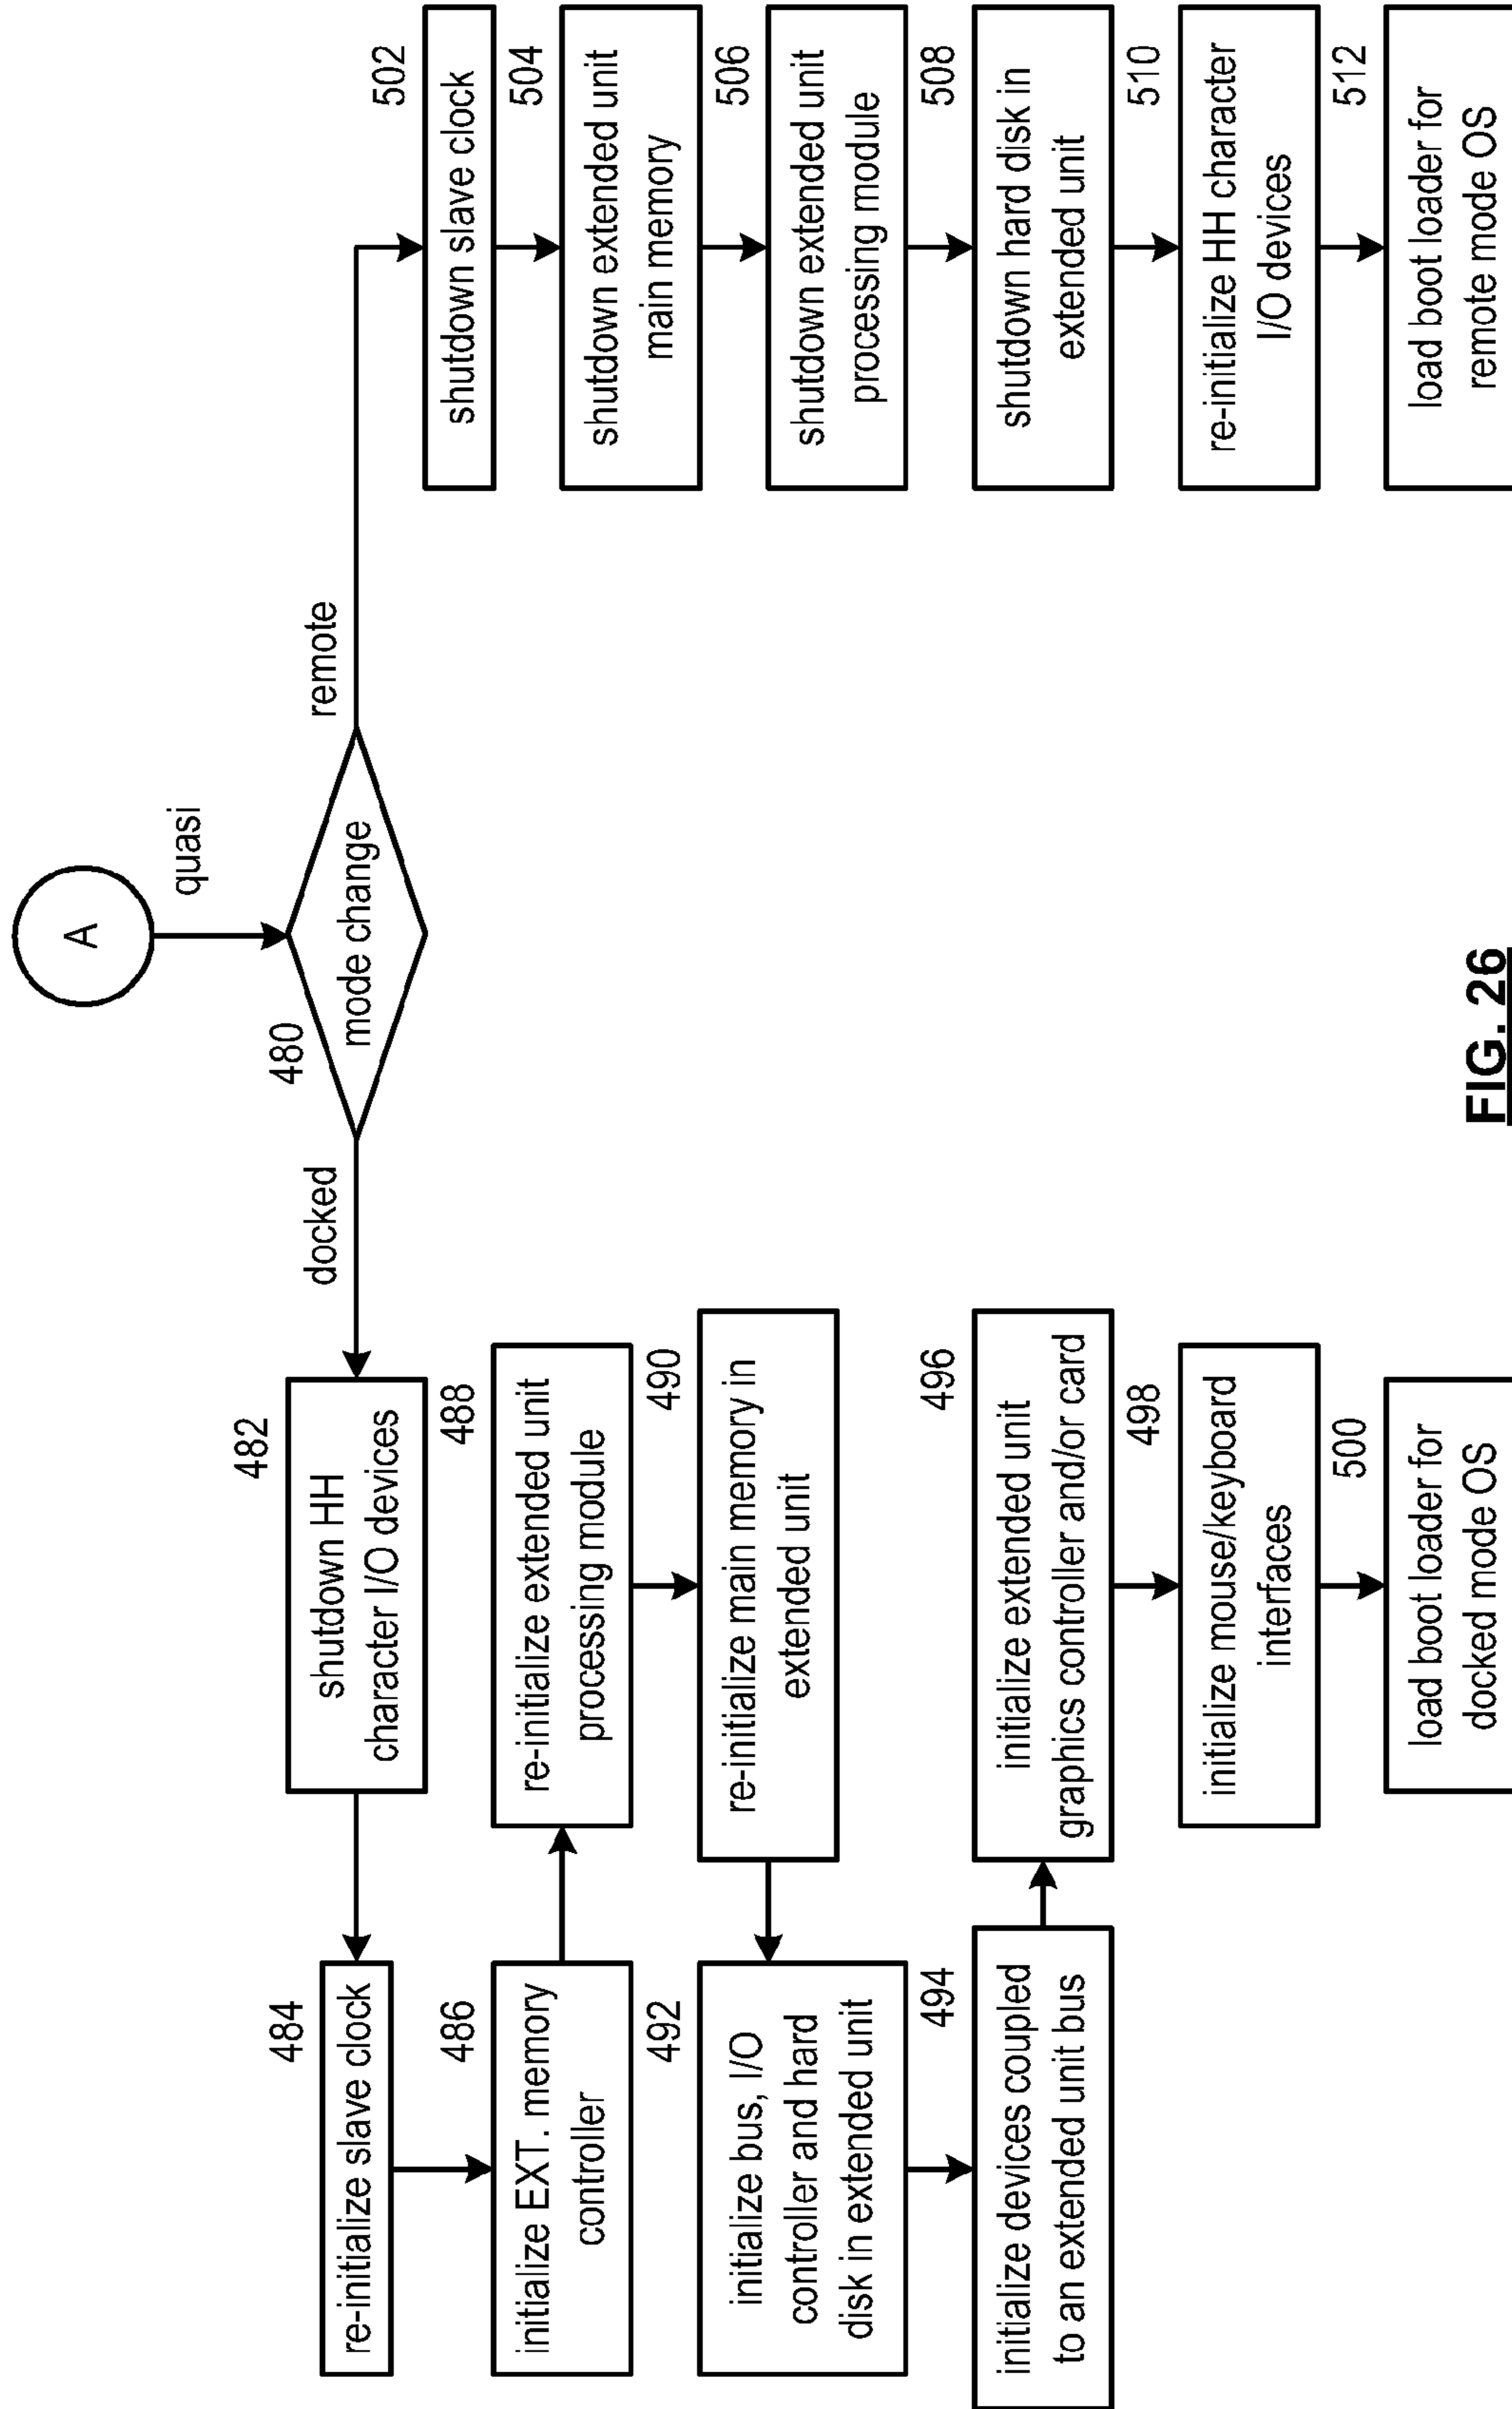 A
quasi
480
mode change
docked
remote
482
shutdown HH
character I/O devices
484
re-initialize slave clock
486
initialize EXT. memory
controller
488
re-initialize extended unit
processing module
490
re-initialize main memory in
extended unit
492
initialize bus, I/O
controller and hard
disk in extended unit
494
initialize devices coupled
to an extended unit bus
496
initialize extended unit
graphics controller and/or card
498
initialize mouse/keyboard
interfaces
500
load boot loader for
docked mode OS
502
shutdown slave clock
504
shutdown extended unit
main memory
506
shutdown extended unit
processing module
508
shutdown hard disk in
extended unit
510
re-initialize HH character
I/O devices
512
load boot loader for
remote mode OS
FIG. 26